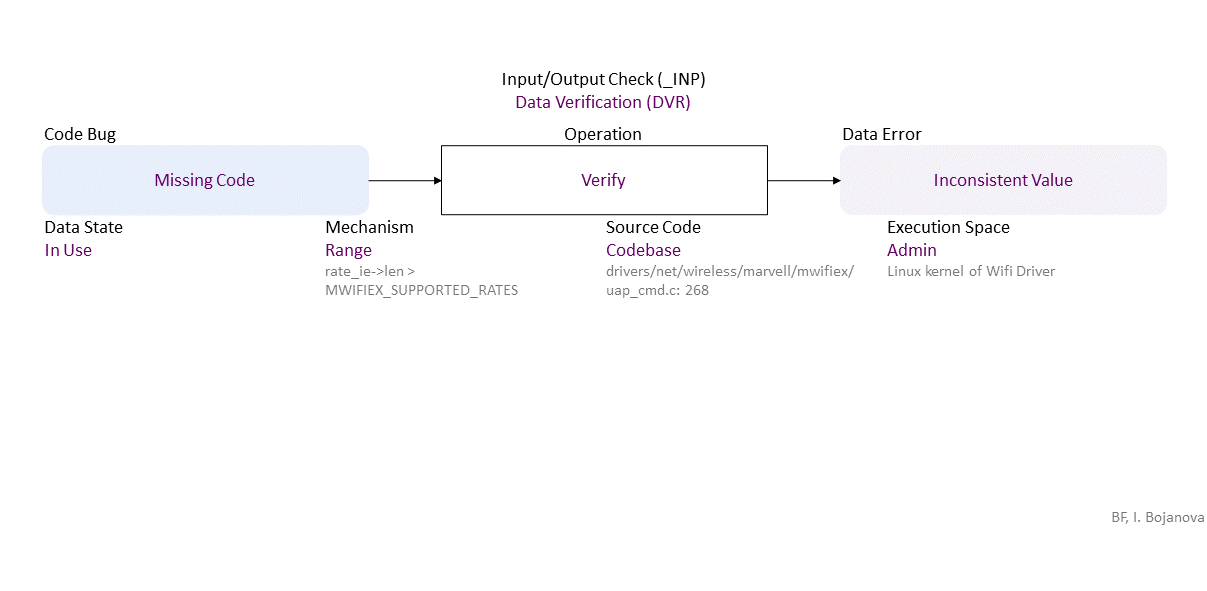 Input/Output Check (_INP)
Data Verification (DVR)
Code Bug
Operation
Data Error
Missing Code
Verify
Inconsistent Value
Data State
In Use
Mechanism
Range
rate_ie->len >
MWIFIEX_SUPPORTED_RATES
Source Code
Codebase
drivers/net/wireless/marvell/mwifiex/
uap_cmd.c: 268
Execution Space
Admin
Linux kernel of Wifi Driver
BF, I. Bojanova